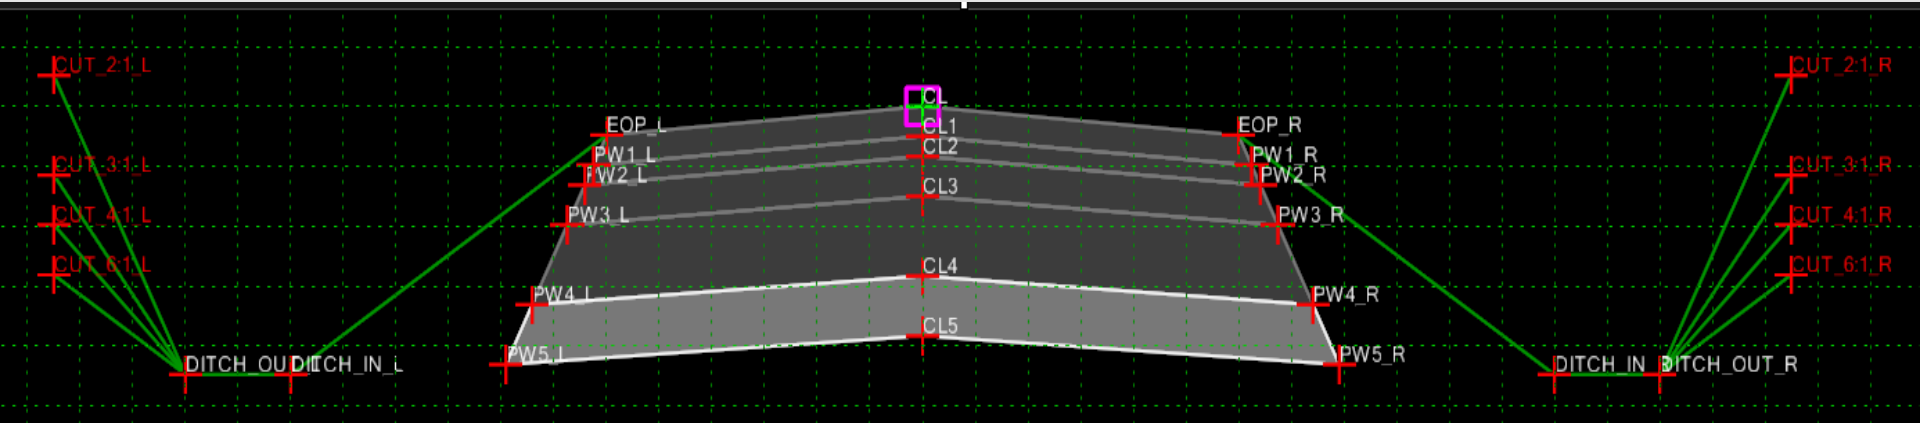 CUT_2:1_L
CL
CUT_2:1_R
EOP_L
CL1
EOP_R
PW1_L
CL2
PW1_R
CUT_3:1_L
PW2_L
PW2_R
CUT_3:1_R
CL3
CUT_4:1_L
PW3_L
PW3_R
CUT_4:1_R
CUT_6:1_L
CL4
CUT_6:1_R
PW4_L
PW4_R
CL5
PW5_L
PW5_R
DITCH_IN_L
DITCH_IN
DITCH_OUT_R